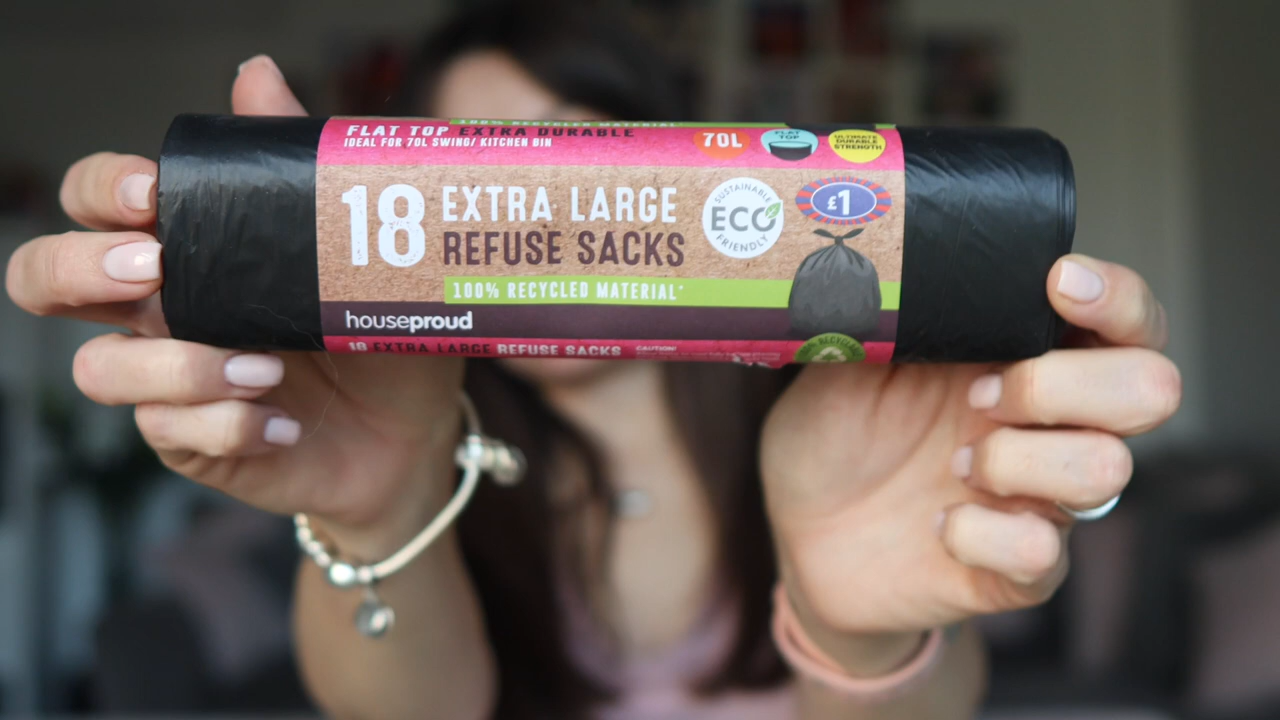 100% RECYCLED MATERIAL*
FLAT TOP EXTRA DURABLE
IDEAL FOR 70L SWING/ KITCHEN BIN
70L
FLAT
TOP
ULTIMATE
DURABLE
STRENGTH
18
EXTRA LARGE
REFUSE SACKS
SUSTAINABLE
ECO
FRIENDLY
£1
100% RECYCLED MATERIAL*
houseproud
18 EXTRA LARGE REFUSE SACKS
CAUTION!